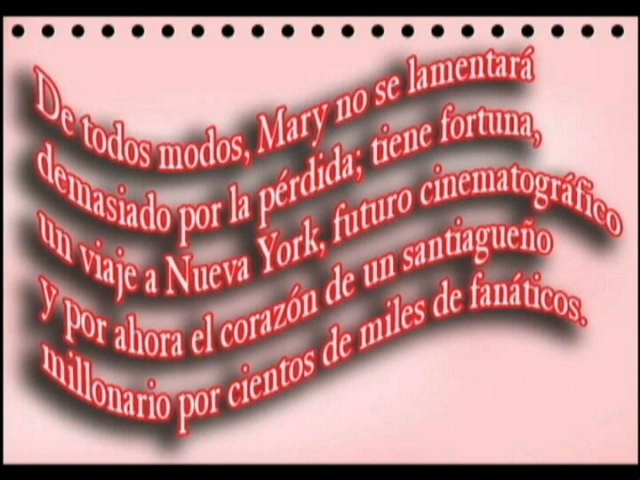 De todos modos, Mary no se lamentará
demasiado por la pérdida; tiene fortuna,
un viaje a Nueva York, futuro cinematográfico
y por ahora el corazón de un santiagueño
millonario por cientos de miles de fanáticos.